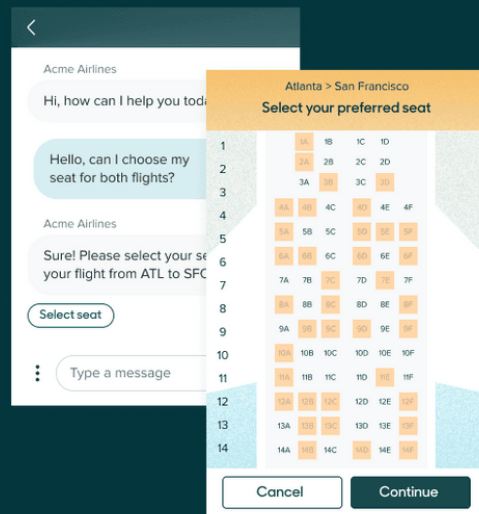 Acme Airlines
Hi, how can I help you
Hello, can I choose my
seat for both flights?
Acme Airlines
Sure! Please select your
your flight from ATL to SFO
Select seat
Type a message
Atlanta > San Francisco
Select your preferred seat
1 1A 1B 1C 1D
2 2A 2B 2C 2D
3 3A 3B 3C 3D
4 4A 4B 4C 4D 4E 4F
5 5A 5B 5C 5D 5E 5F
6 6A 6B 6C 6D 6E 6F
7 7A 7B 7C 7D 7E 7F
8 8A 8B 8C 8D 8E 8F
9 9A 9B 9C 9D 9E 9F
10 10A 10B 10C 10D 10E 10F
11 11A 11B 11C 11D 11E 11F
12 12A 12B 12C 12D 12E 12F
13 13A 13B 13C 13D 13E 13F
14 14A 14B 14C 14D 14E 14F
Cancel
Continue